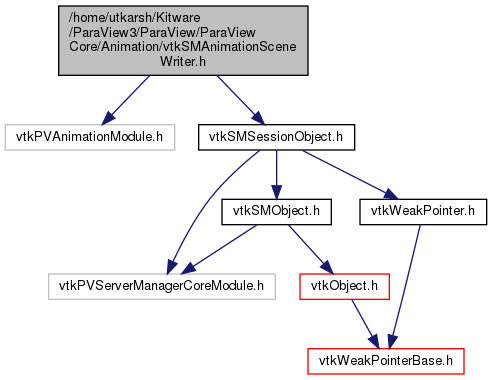 /home/utkarsh/Kitware
/ParaView3/ParaView/ParaView
Core/Animation/vtkSMAnimationScene
Writer.h
vtkPVAnimationModule.h
vtkSMSessionObject.h
vtkSMObject.h
vtkWeakPointer.h
vtkPVServerManagerCoreModule.h
vtkObject.h
vtkWeakPointerBase.h